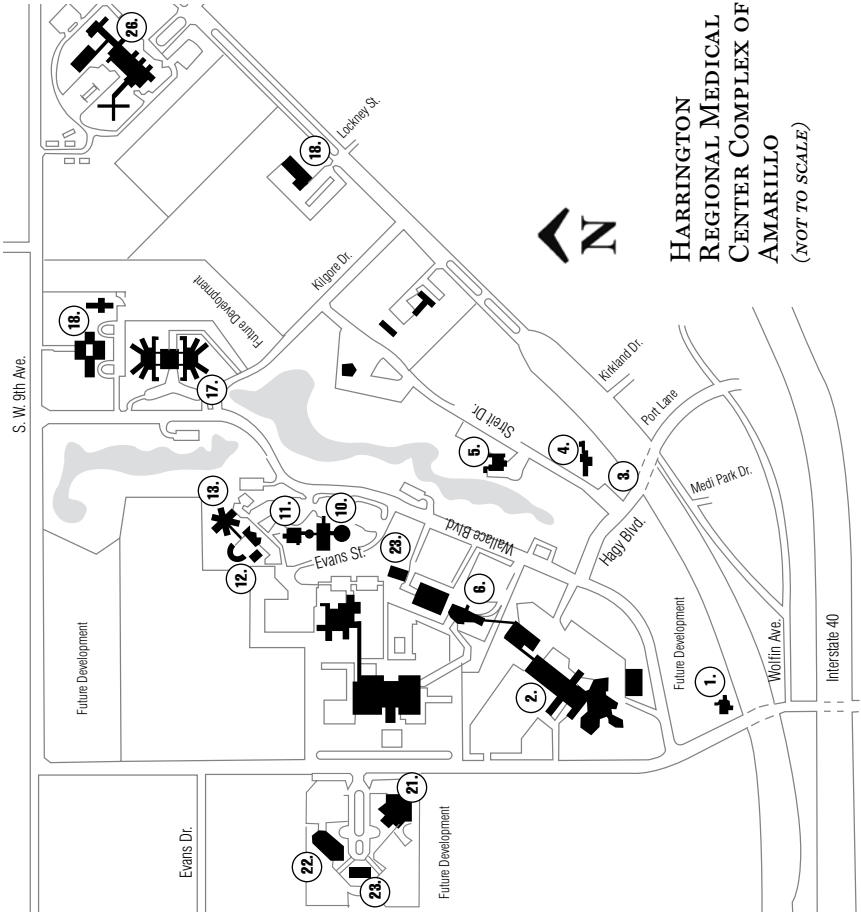 26.
Lockney St.
18.
HARRINGTON
REGIONAL MEDICAL
CENTER COMPLEX OF
AMARILLO
(NOT TO SCALE)
N
S. W. 9th Ave.
18.
Future Development
Kilgore Dr.
17.
Streit Dr.
Kirkland Dr.
Port Lane
5.
4.
3.
Medi Park Dr.
13.
11.
10.
12.
Evans St.
23.
Wallace Blvd.
Hagy Blvd.
6.
Future Development
2.
Future Development
1.
Wolflin Ave.
Interstate 40
Evans Dr.
22.
21.
23.
Future Development